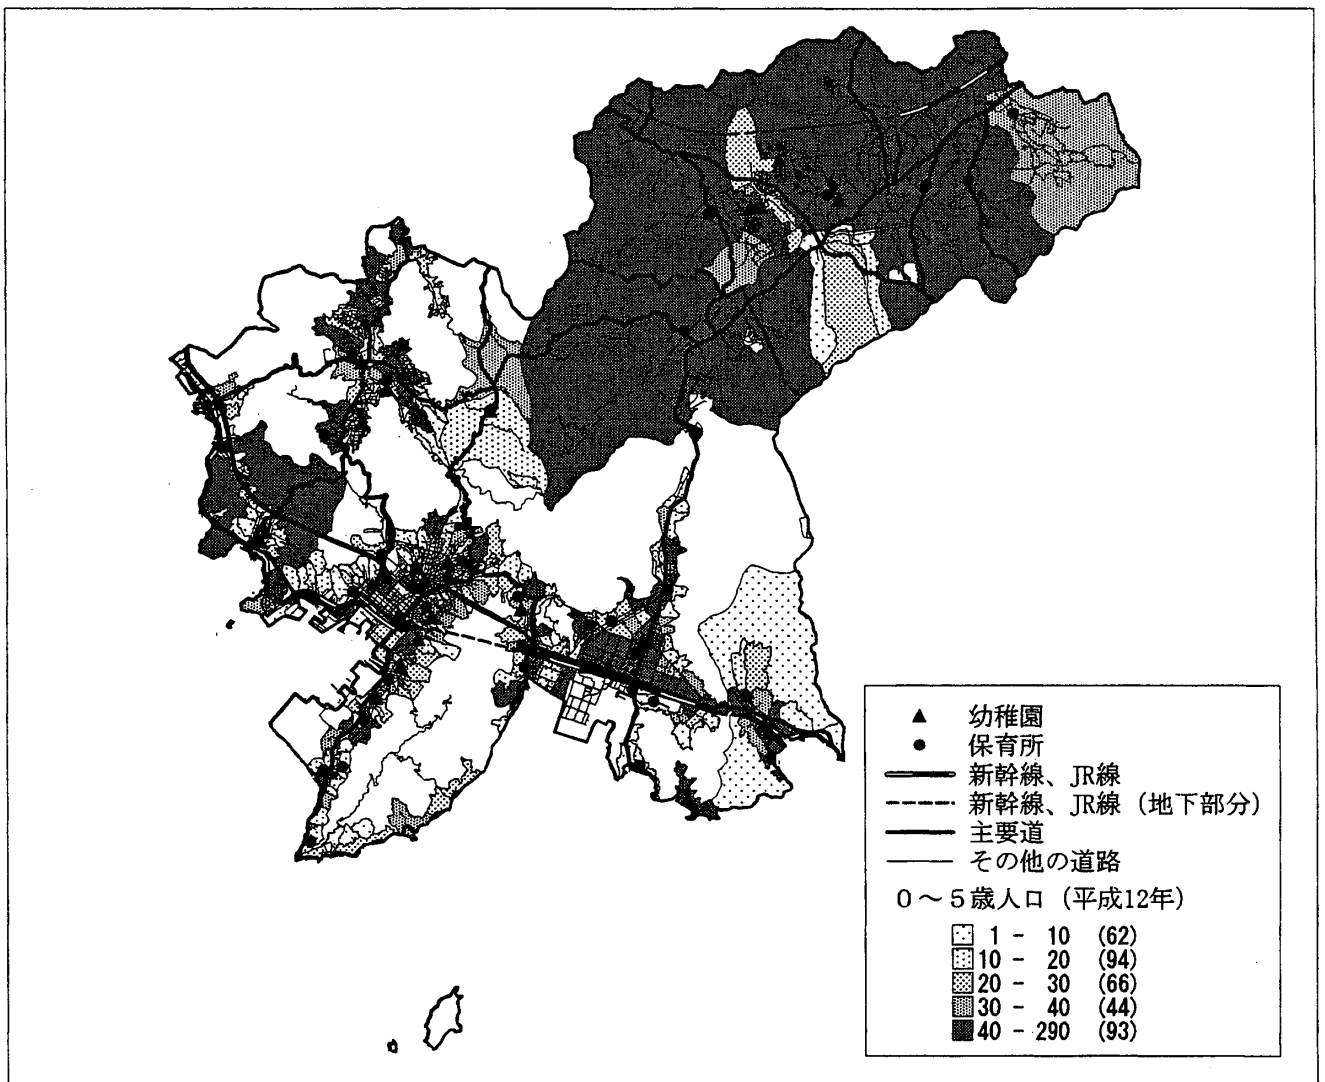 幼稚園
保育所
新幹線、JR線
新幹線、JR線（地下部分）
主要道
その他の道路
０～５歳人口（平成12年）
1 - 10 (62)
10 - 20 (94)
20 - 30 (66)
30 - 40 (44)
40 - 290 (93)